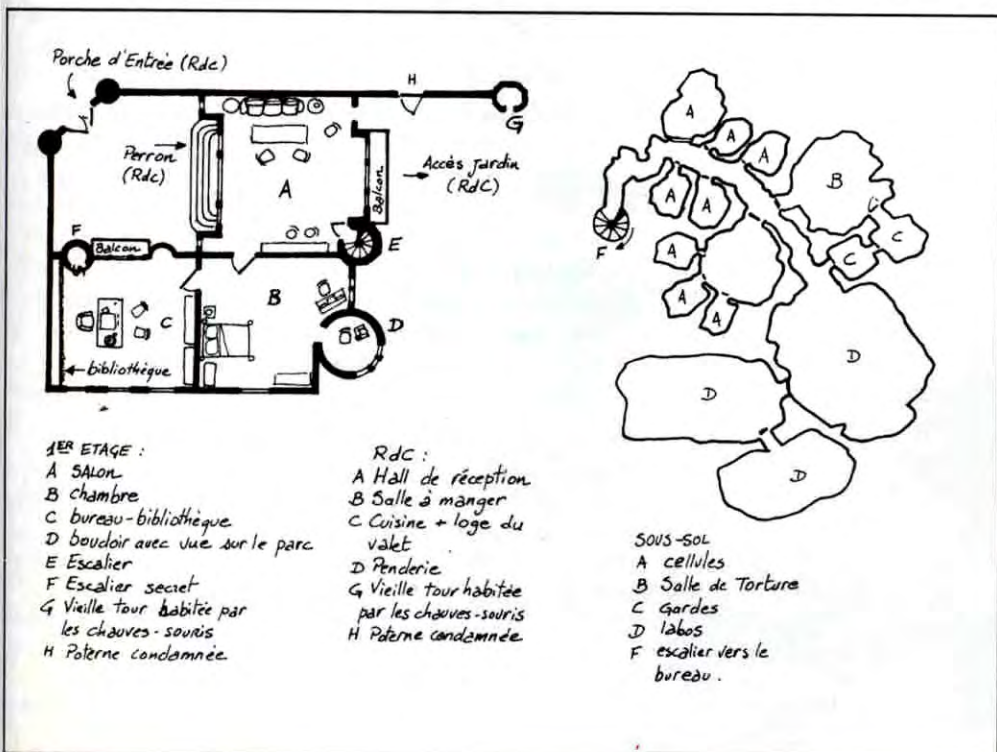 Porche d'Entrée (Rdc)
H
G
Perron
(Rdc)
A
Balcon
Accès Jardin
(RdC)
E
F
Balcon
B
C
D
bibliothèque
1ER ETAGE :
A SALON
B chambre
C bureau-bibliothèque
D boudoir avec vue sur le parc
E Escalier
F Escalier secret
G Vieille tour habitée par
les chauves-souris
H Poterne condamnée
RdC :
A Hall de réception
B Salle à manger
C Cuisine + loge du
valet
D Penderie
G Vieille tour habitée
par les chauves-souris
H Poterne condamnée
A
A
A
B
A
A
C
C
F
A
A
A
D
D
D
SOUS-SOL
A cellules
B Salle de Torture
C Gardes
D labos
F escalier vers le
bureau.